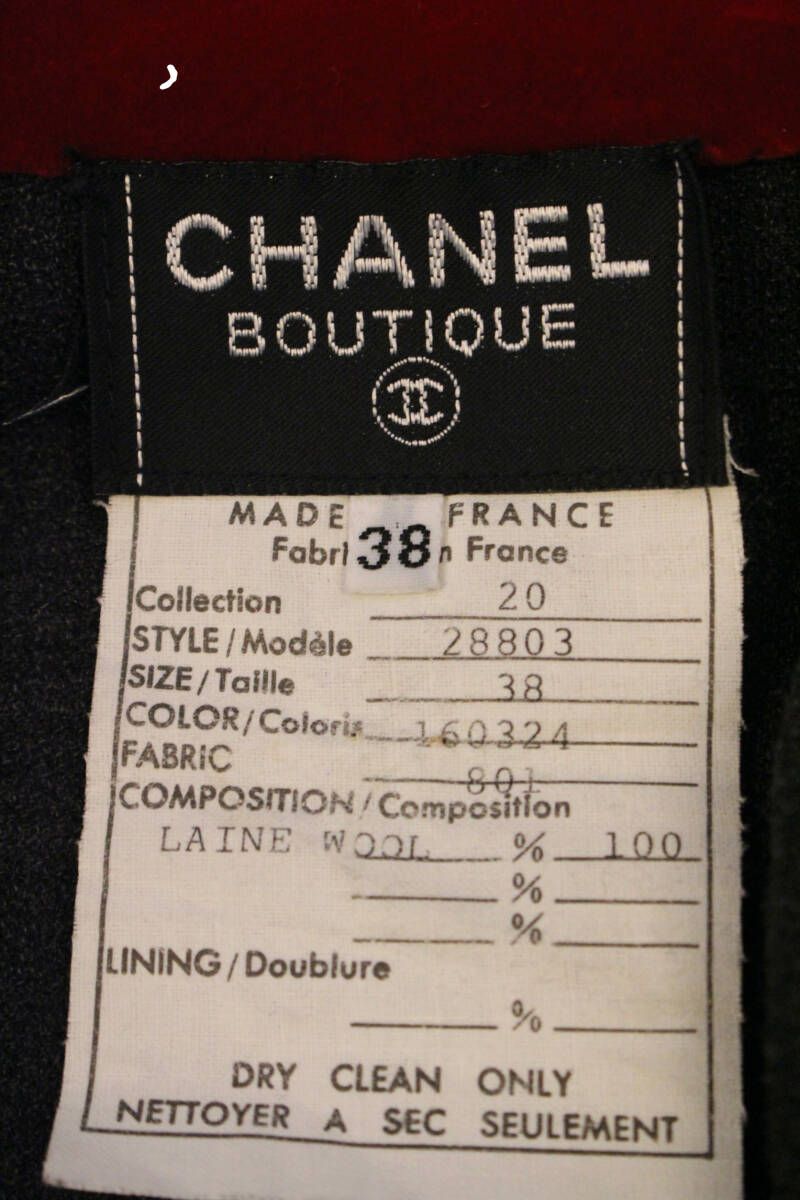 CHANEL
BOUTIQUE
MADE FRANCE
38
Fabri n France
Collection 20
STYLE/Modèle 28803
SIZE/Taille 38
COLOR/Coloris 160324
FABRIC 801
COMPOSITION/Composition
LAINE WOOL % 100
%
%
LINING/Doublure
%
DRY CLEAN ONLY
NETTOYER A SEC SEULEMENT